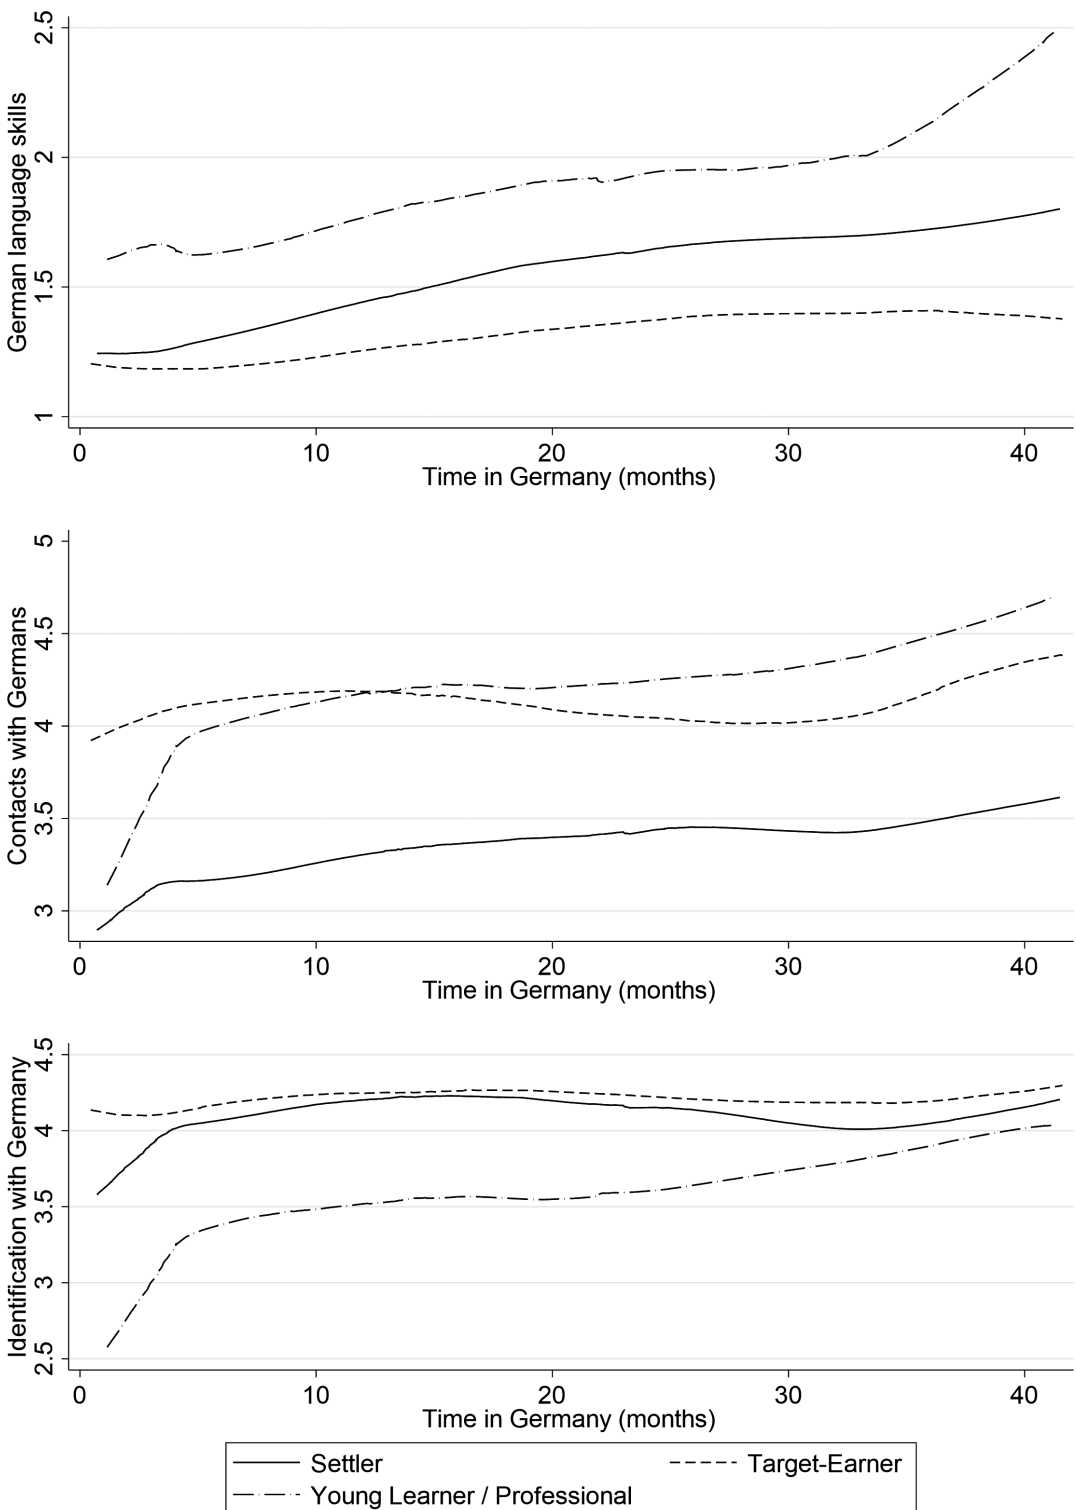 German language skills
2.5
2
1.5
1
0 10 20 30 40
Time in Germany (months)
Contacts with Germans
5
4.5
4
3.5
3
0 10 20 30 40
Time in Germany (months)
Identification with Germany
4.5
4
3.5
3
2.5
0 10 20 30 40
Time in Germany (months)
Settler Target-Earner
Young Learner / Professional